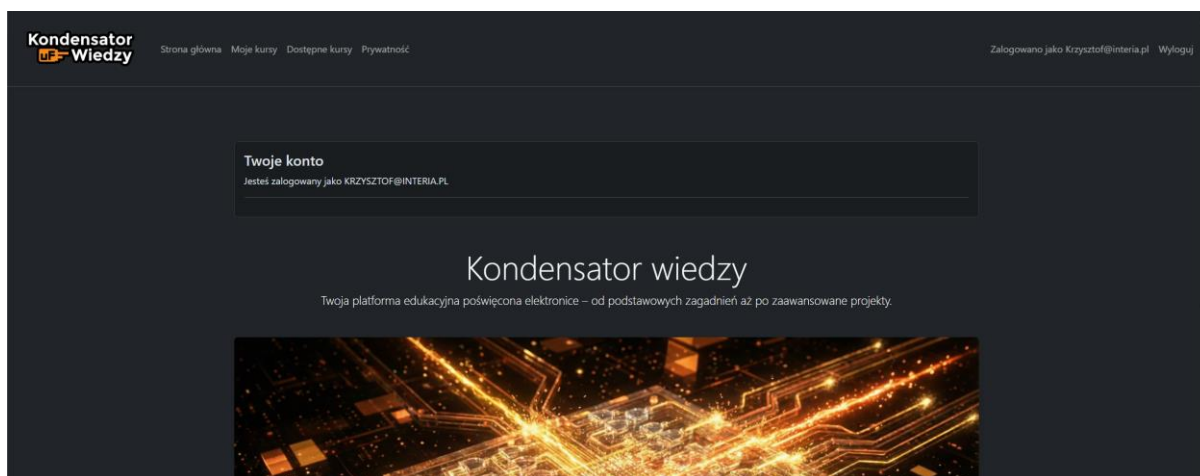 Kondensator
uF Wiedzy
Strona główna Moje kursy Dostępne kursy Prywatność
Zalogowano jako Krzysztof@interia.pl Wyloguj
Twoje konto
Jesteś zalogowany jako KRZYSZTOF@INTERIA.PL
Kondensator wiedzy
Twoja platforma edukacyjna poświęcona elektronice – od podstawowych zagadnień aż po zaawansowane projekty.